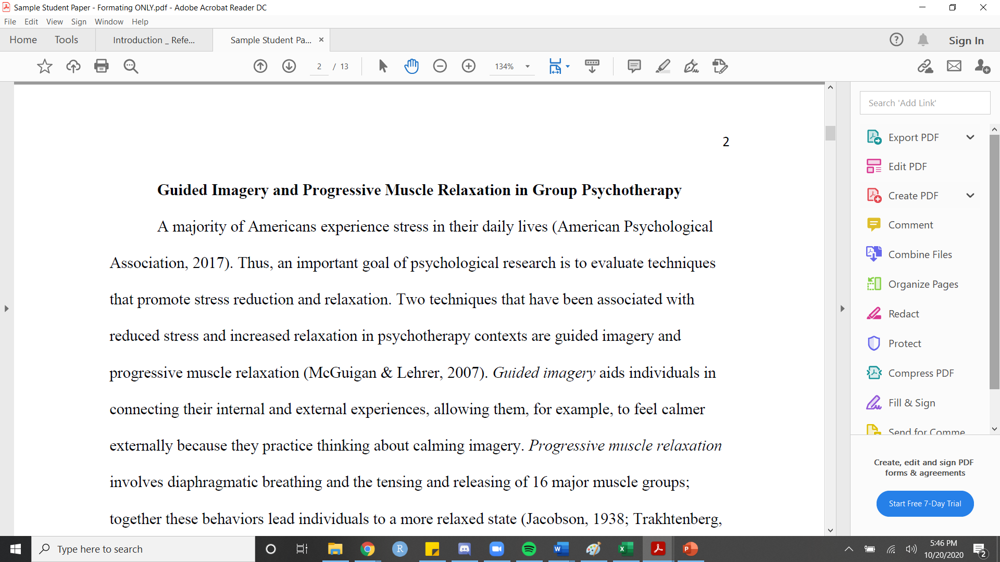 Sample Student Paper - Formating ONLY.pdf - Adobe Acrobat Reader DC
File Edit View Sign Window Help
Home Tools Introduction _ Refe... Sample Student Pa... × Sign In
2 / 13 134%
Search 'Add Link'
Export PDF
Edit PDF
Create PDF
Comment
Combine Files
Organize Pages
Redact
Protect
Compress PDF
Fill & Sign
Send for Comme
Create, edit and sign PDF
forms & agreements
Start Free 7-Day Trial
2
Guided Imagery and Progressive Muscle Relaxation in Group Psychotherapy
A majority of Americans experience stress in their daily lives (American Psychological
Association, 2017). Thus, an important goal of psychological research is to evaluate techniques
that promote stress reduction and relaxation. Two techniques that have been associated with
reduced stress and increased relaxation in psychotherapy contexts are guided imagery and
progressive muscle relaxation (McGuigan & Lehrer, 2007). Guided imagery aids individuals in
connecting their internal and external experiences, allowing them, for example, to feel calmer
externally because they practice thinking about calming imagery. Progressive muscle relaxation
involves diaphragmatic breathing and the tensing and releasing of 16 major muscle groups;
together these behaviors lead individuals to a more relaxed state (Jacobson, 1938; Trakhtenberg,
Type here to search
5:46 PM
10/20/2020
2